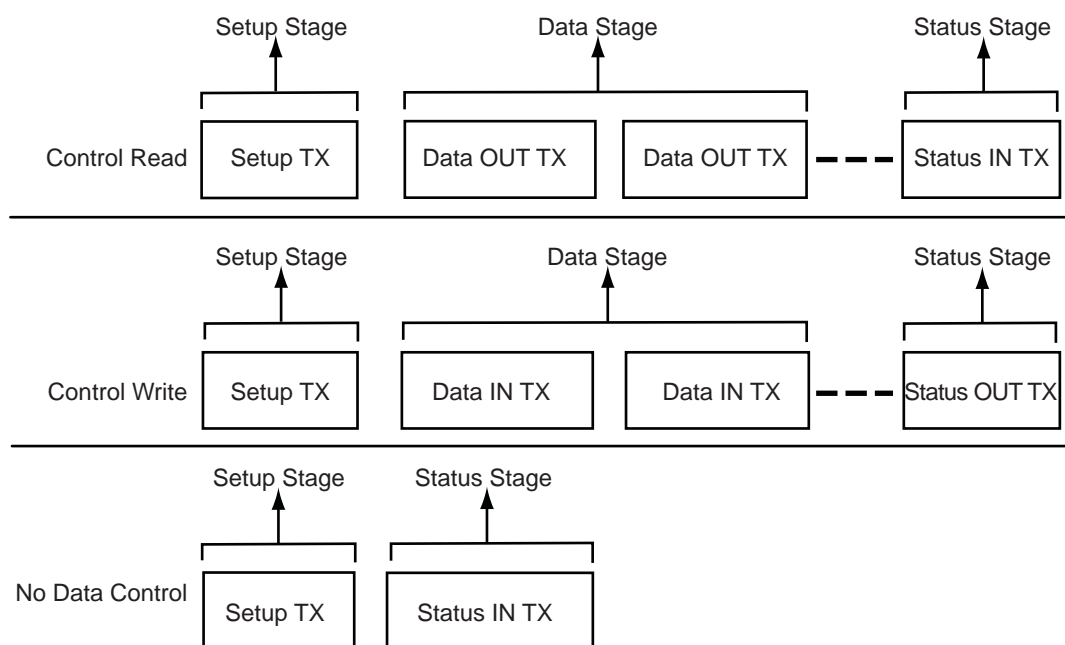 Setup Stage Data Stage Status Stage
Control Read Setup TX Data OUT TX Data OUT TX Status IN TX
Setup Stage Data Stage Status Stage
Control Write Setup TX Data IN TX Data IN TX Status OUT TX
Setup Stage Status Stage
No Data Control Setup TX Status IN TX